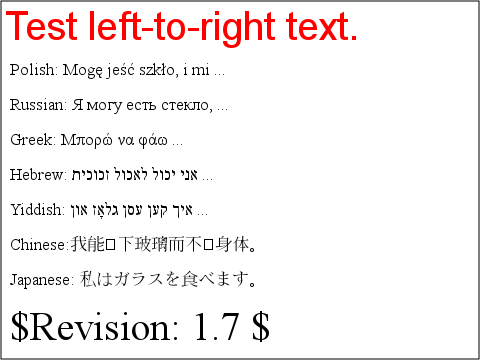 Test left-to-right text.
Polish: Mogę jeść szkło, i mi ...
Russian: Я могу есть стекло, ...
Greek: Μπορώ να φάω ...
Hebrew: אני יכול לאכול זכוכית ...
Yiddish: איך קען עסן גלאָז און ...
Chinese:我能□下玻璃而不□身体。
Japanese: 私はガラスを食べます。
$Revision: 1.7 $